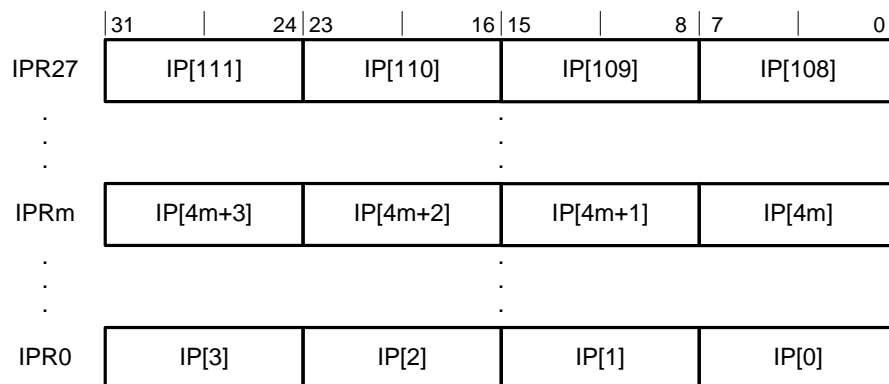 31 24 23 16 15 8 7 0
IPR27 IP[111] IP[110] IP[109] IP[108]
. .
. .
. .
IPRm IP[4m+3] IP[4m+2] IP[4m+1] IP[4m]
. .
. .
. .
IPR0 IP[3] IP[2] IP[1] IP[0]